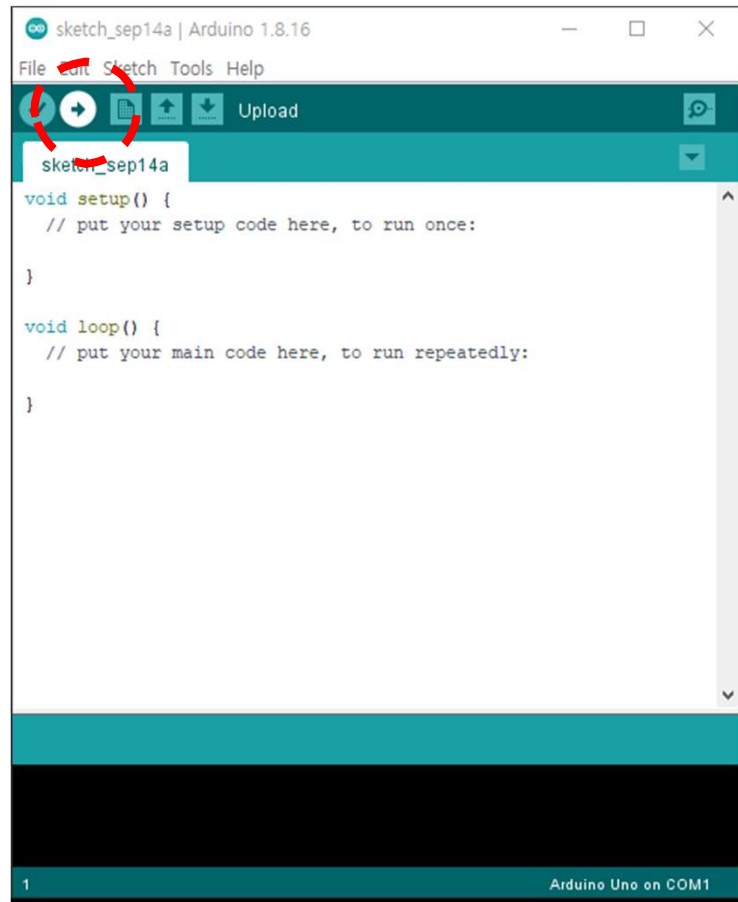 sketch_sep14a | Arduino 1.8.16
File Edit Sketch Tools Help
Upload
sketch_sep14a
void setup() {
  // put your setup code here, to run once:
}
void loop() {
  // put your main code here, to run repeatedly:
}
1
Arduino Uno on COM1